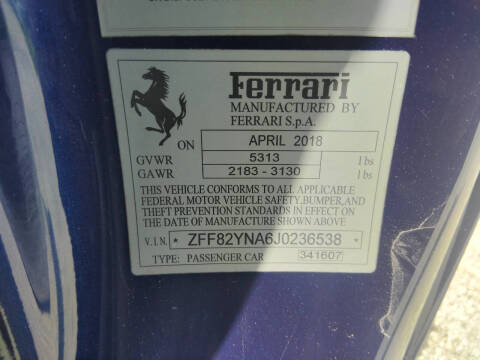 Ferrari
MANUFACTURED BY
FERRARI S.p.A.
ON APRIL 2018
GVWR 5313 lbs
GAWR 2183 - 3130 lbs
THIS VEHICLE CONFORMS TO ALL APPLICABLE
FEDERAL MOTOR VEHICLE SAFETY, BUMPER, AND
THEFT PREVENTION STANDARDS IN EFFECT ON
THE DATE OF MANUFACTURE SHOWN ABOVE
V.I.N. * ZFF82YNA6J0236538 *
TYPE: PASSENGER CAR 341607